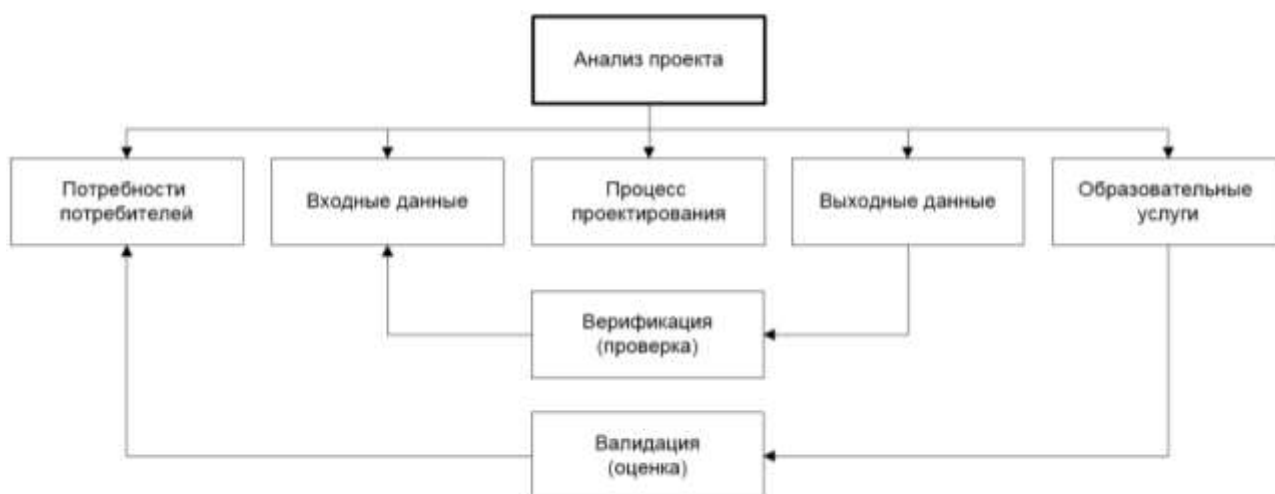 Анализ проекта
Потребности
потребителей
Входные данные
Процесс
проектирования
Выходные данные
Образовательные
услуги
Верификация
(проверка)
Валидация
(оценка)